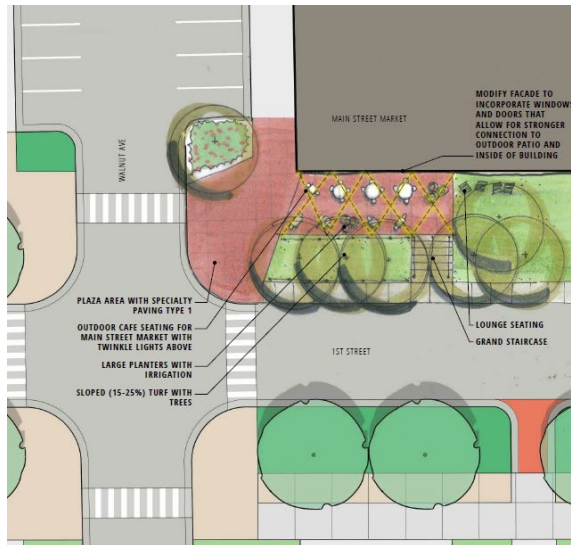 MODIFY FACADE TO
INCORPORATE WINDOWS
AND DOORS THAT
ALLOW FOR STRONGER
CONNECTION TO
OUTDOOR PATIO AND
INSIDE OF BUILDING
MAIN STREET MARKET
WALNUT AVE
PLAZA AREA WITH SPECIALTY
PAVING TYPE 1
OUTDOOR CAFE SEATING FOR
MAIN STREET MARKET WITH
TWINKLE LIGHTS ABOVE
LARGE PLANTERS WITH
IRRIGATION
SLOPED (15-25%) TURF WITH
TREES
1ST STREET
LOUNGE SEATING
GRAND STAIRCASE